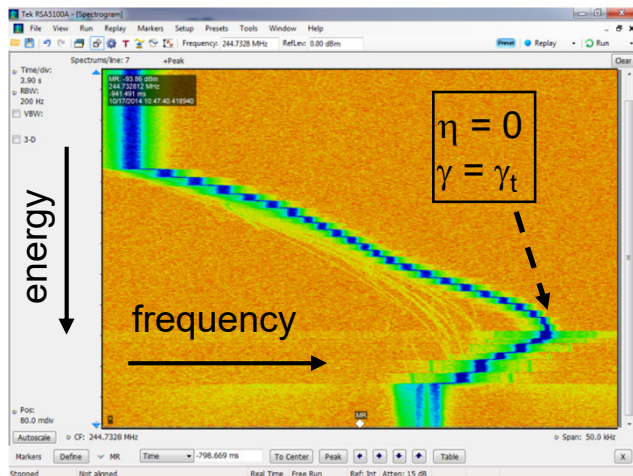 Tek RSA5100A - [Spectrogram]
File View Run Replay Markers Setup Presets Tools Window Help
Frequency: 244.7328 MHz RefLev: 0.00 dBm Preset Replay Run
Spectrums/line: 7 +Peak Clear
Time/div:
3.90 s
RBW:
200 Hz
VBW:
3-D
MR: -93.86 dBm
244.732812 MHz
-941.491 ms
10/17/2014 10:47:40.418940
η = 0
γ = γt
energy
frequency
MR
Pos:
80.0 mdiv
Autoscale CF: 244.7328 MHz Span: 50.0 kHz
Markers Define MR Time -798.669 ms To Center Peak Table X
Stopped Not aligned Real Time Free Run Ref: Int Atten: 15 dB